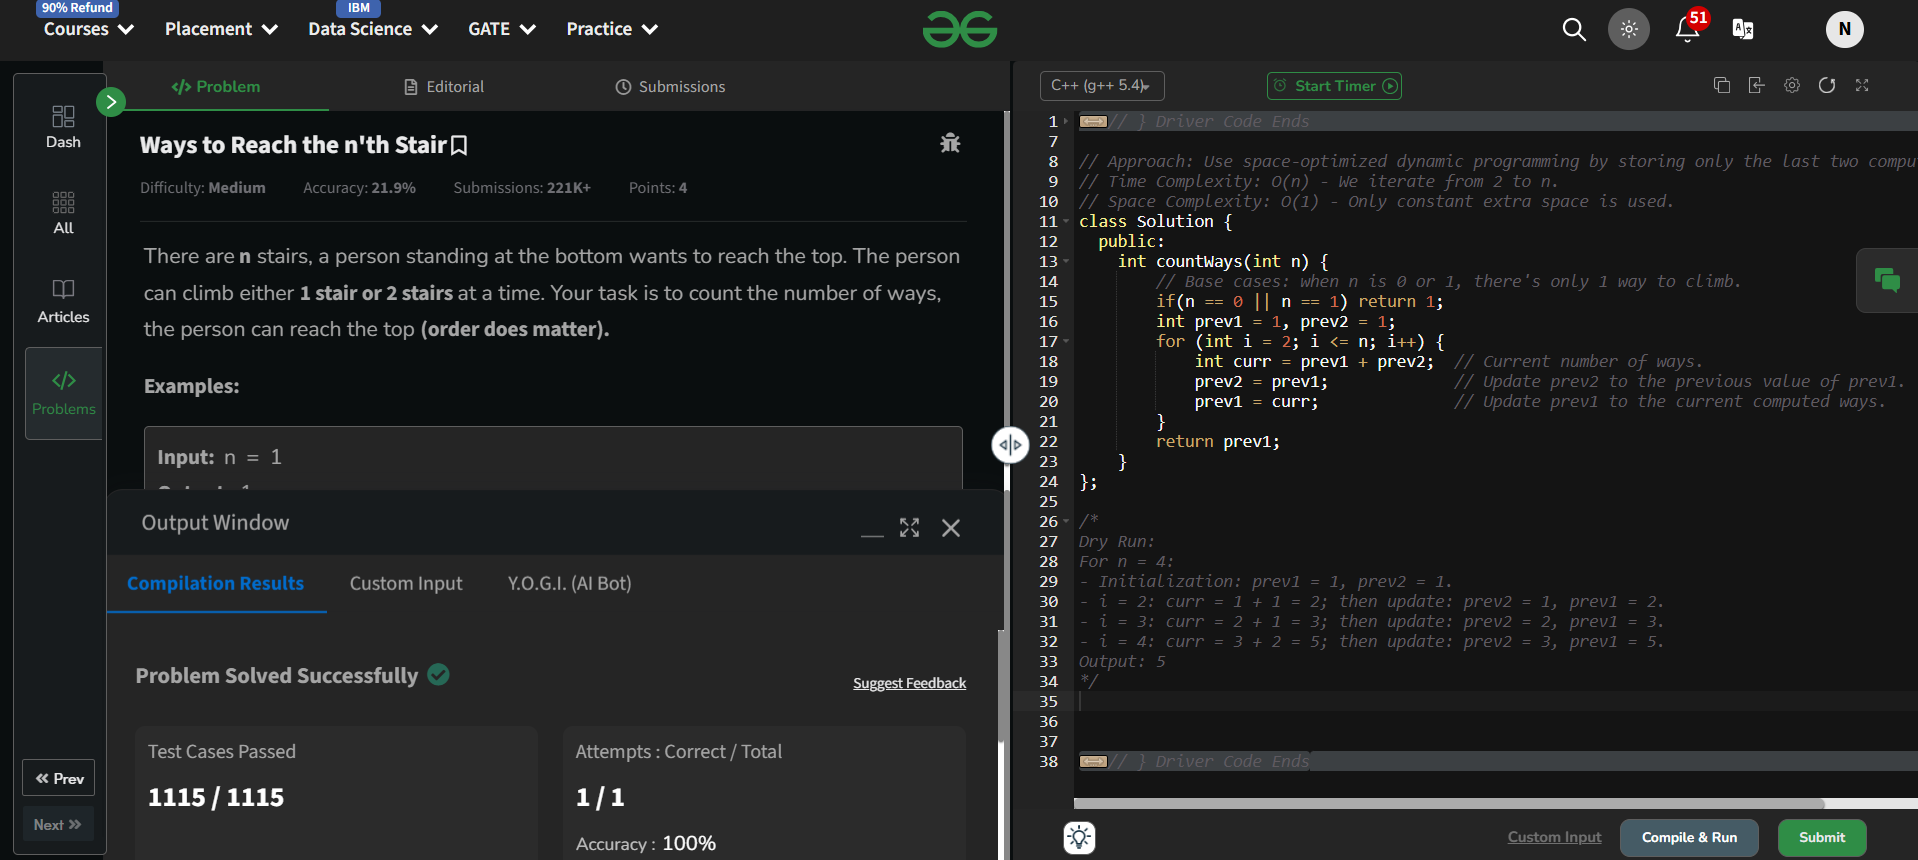 90% Refund
IBM
Courses Placement Data Science GATE Practice
51
N
Dash
All
Articles
Problems
Prev
Next
Problem Editorial Submissions
Ways to Reach the n'th Stair
Difficulty: Medium Accuracy: 21.9% Submissions: 221K+ Points: 4
There are n stairs, a person standing at the bottom wants to reach the top. The person
can climb either 1 stair or 2 stairs at a time. Your task is to count the number of ways,
the person can reach the top (order does matter).
Examples:
Input: n = 1
Output: 1
Output Window
Compilation Results Custom Input Y.O.G.I. (AI Bot)
Problem Solved Successfully
Suggest Feedback
Test Cases Passed
1115 / 1115
Attempts : Correct / Total
1 / 1
Accuracy : 100%
C++ (g++ 5.4) Start Timer
1 // } Driver Code Ends
7
8 // Approach: Use space-optimized dynamic programming by storing only the last two compu
9 // Time Complexity: O(n) - We iterate from 2 to n.
10 // Space Complexity: O(1) - Only constant extra space is used.
11 class Solution {
12 public:
13 int countWays(int n) {
14 // Base cases: when n is 0 or 1, there's only 1 way to climb.
15 if(n == 0 || n == 1) return 1;
16 int prev1 = 1, prev2 = 1;
17 for (int i = 2; i <= n; i++) {
18 int curr = prev1 + prev2; // Current number of ways.
19 prev2 = prev1; // Update prev2 to the previous value of prev1.
20 prev1 = curr; // Update prev1 to the current computed ways.
21 }
22 return prev1;
23 }
24 };
25
26 /*
27 Dry Run:
28 For n = 4:
29 - Initialization: prev1 = 1, prev2 = 1.
30 - i = 2: curr = 1 + 1 = 2; then update: prev2 = 1, prev1 = 2.
31 - i = 3: curr = 2 + 1 = 3; then update: prev2 = 2, prev1 = 3.
32 - i = 4: curr = 3 + 2 = 5; then update: prev2 = 3, prev1 = 5.
33 Output: 5
34 */
35
36
37
38 // } Driver Code Ends
Custom Input Compile & Run Submit